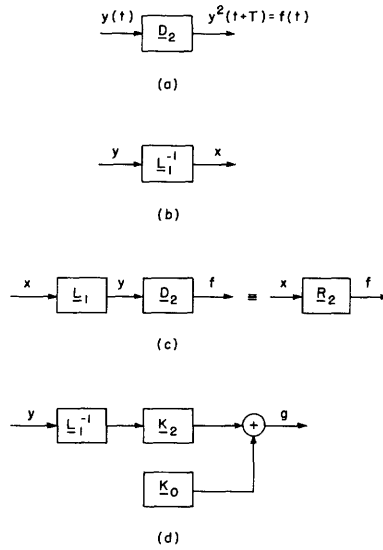 y(t) D₂ y²(t+T)=f(t)
(a)
y L₁⁻¹ x
(b)
x L₁ y D₂ f ≡ x R₂ f
(c)
y L₁⁻¹ K₂ + g
K₀
(d)